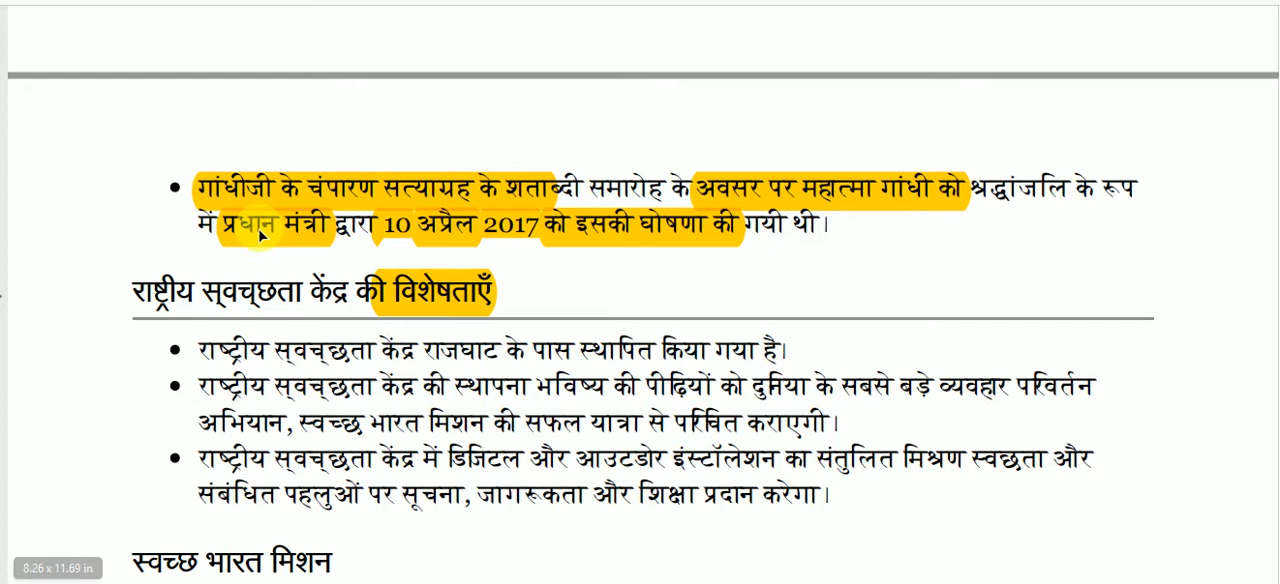 • गांधीजी के चंपारण सत्याग्रह के शताब्दी समारोह के अवसर पर महात्मा गांधी को श्रद्धांजलि के रूप
में प्रधान मंत्री द्वारा 10 अप्रैल 2017 को इसकी घोषणा की गयी थी।
राष्ट्रीय स्वच्छता केंद्र की विशेषताएँ
• राष्ट्रीय स्वच्छता केंद्र राजघाट के पास स्थापित किया गया है।
• राष्ट्रीय स्वच्छता केंद्र की स्थापना भविष्य की पीढ़ियों को दुनिया के सबसे बड़े व्यवहार परिवर्तन
अभियान, स्वच्छ भारत मिशन की सफल यात्रा से परिचित कराएगी।
• राष्ट्रीय स्वच्छता केंद्र में डिजिटल और आउटडोर इंस्टॉलेशन का संतुलित मिश्रण स्वछता और
संबंधित पहलुओं पर सूचना, जागरूकता और शिक्षा प्रदान करेगा।
स्वच्छ भारत मिशन
8.26 x 11.69 in